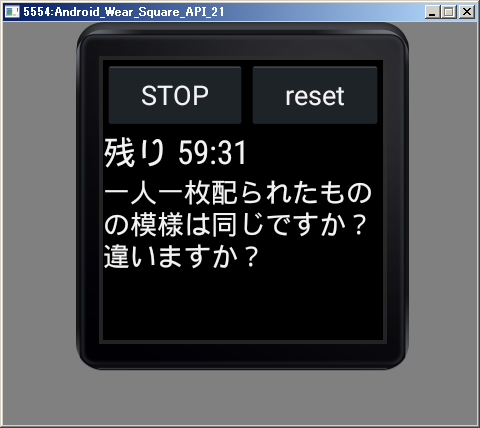 5554:Android_Wear_Square_API_21
STOP reset
残り 59:31
一人一枚配られたもの
の模様は同じですか？
違いますか？